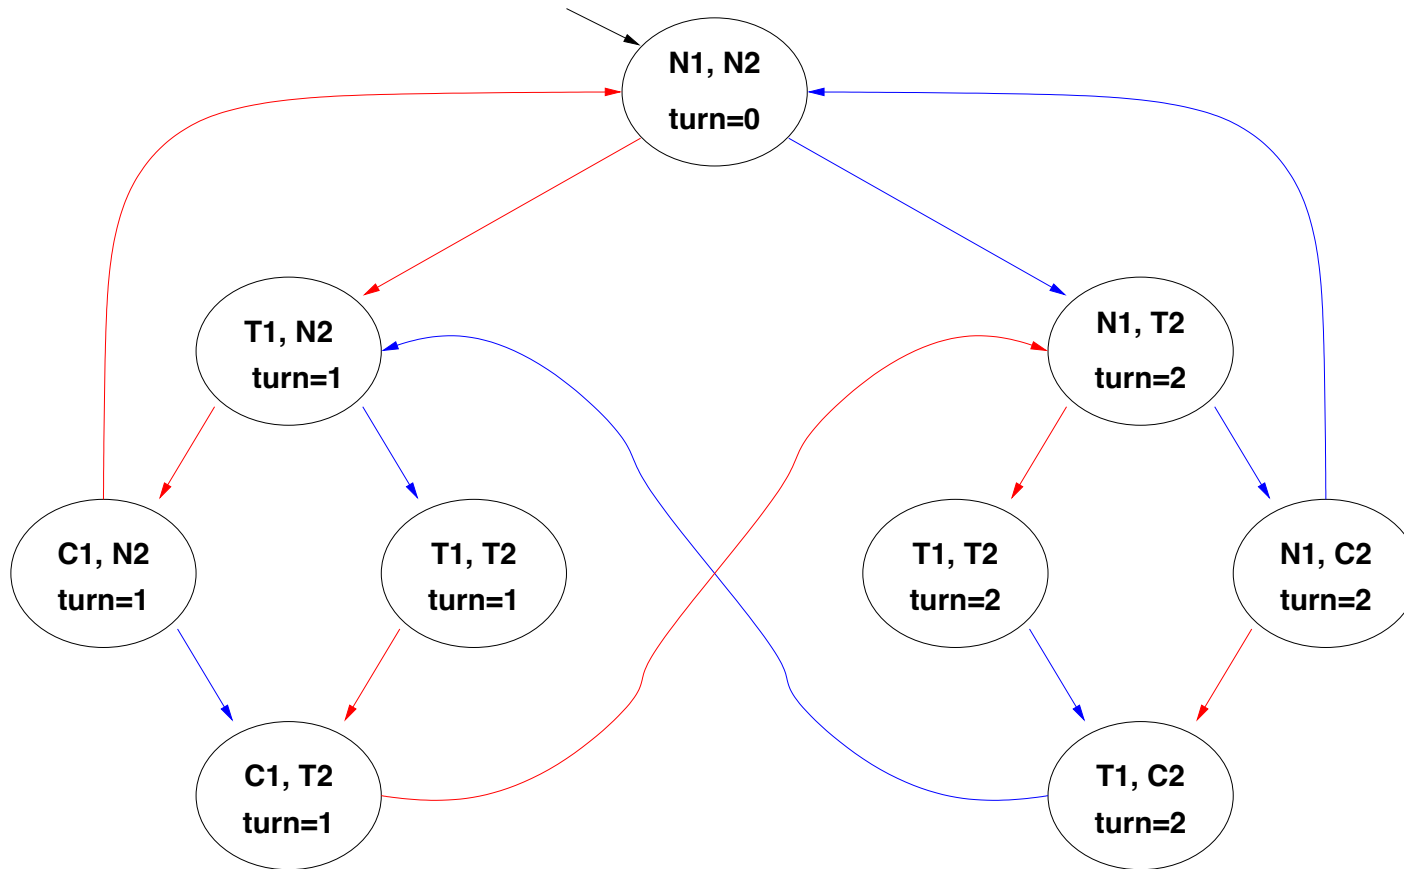 N1, N2
turn=0
T1, N2
turn=1
N1, T2
turn=2
C1, N2
turn=1
T1, T2
turn=1
T1, T2
turn=2
N1, C2
turn=2
C1, T2
turn=1
T1, C2
turn=2